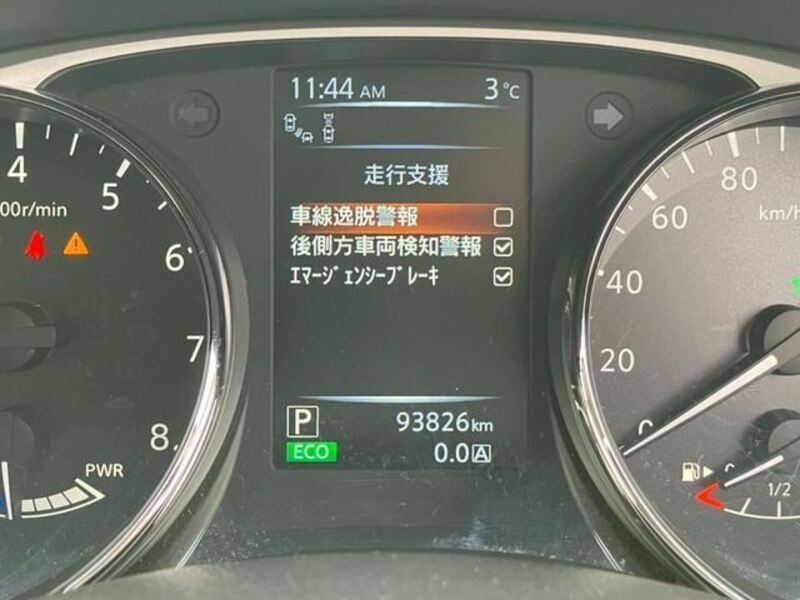 11:44 AM 3℃
走行支援
車線逸脱警報
後側方車両検知警報
ｴﾏｰｼﾞｪﾝｼｰﾌﾞﾚｰｷ
P 93826km
ECO 0.0 A
4
5
6
7
8
00r/min
PWR
80
60
40
20
0
km/h
1/2